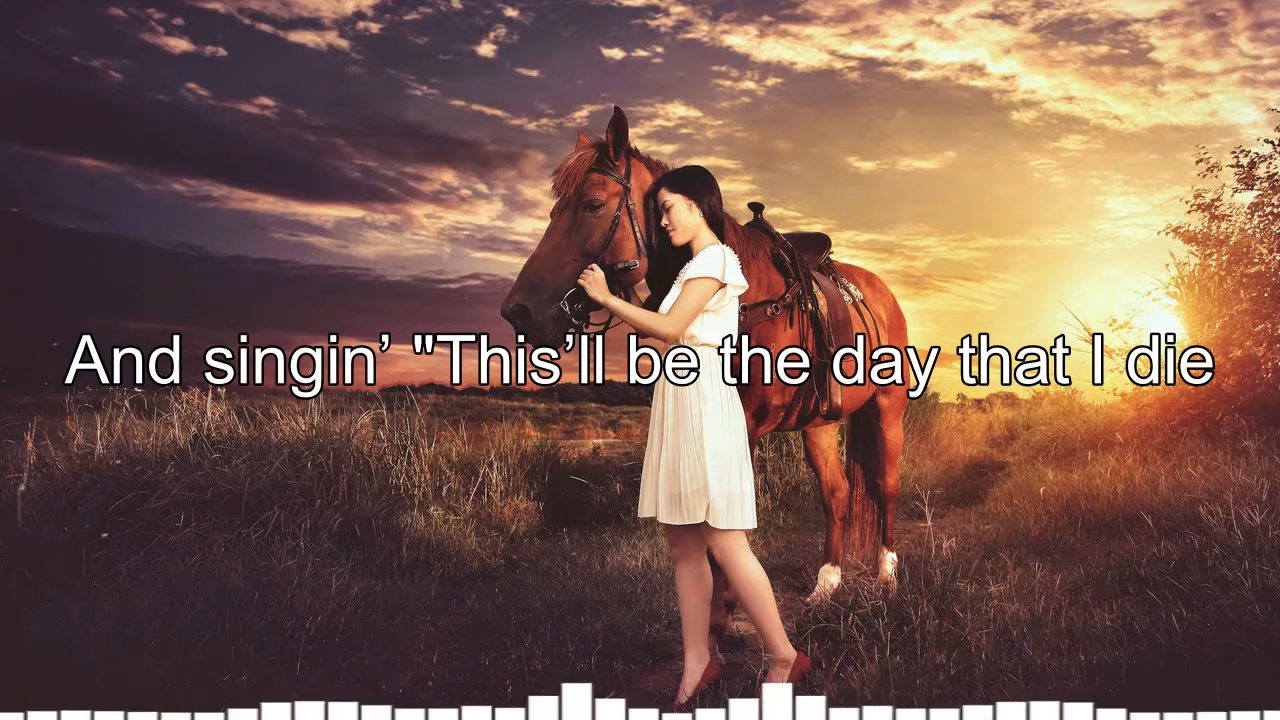 And singin’ "This’ll be the day that I die